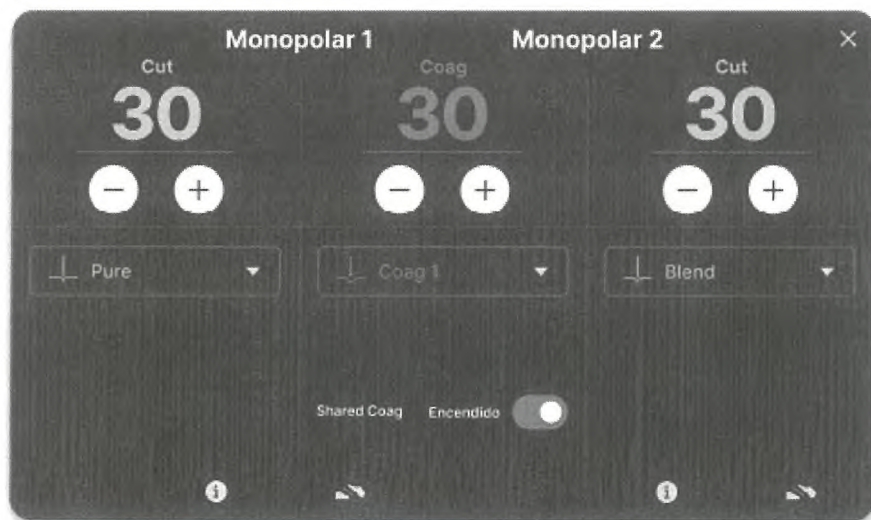 Monopolar 1 Monopolar 2
Cut Coag Cut
30 30 30
Pure Coag 1 Blend
Shared Coag Encendido